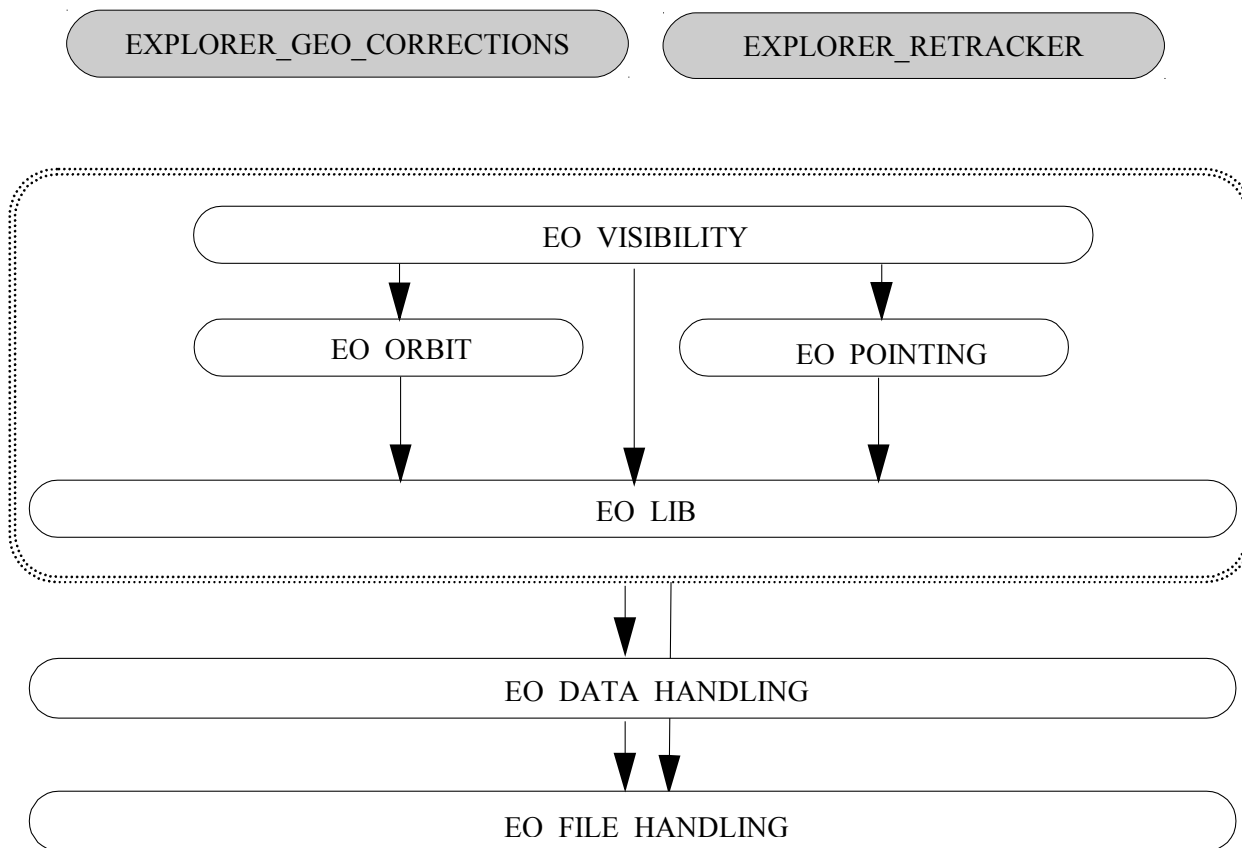 EXPLORER_GEO_CORRECTIONS
EXPLORER_RETRACKER
EO VISIBILITY
EO ORBIT
EO POINTING
EO LIB
EO DATA HANDLING
EO FILE HANDLING